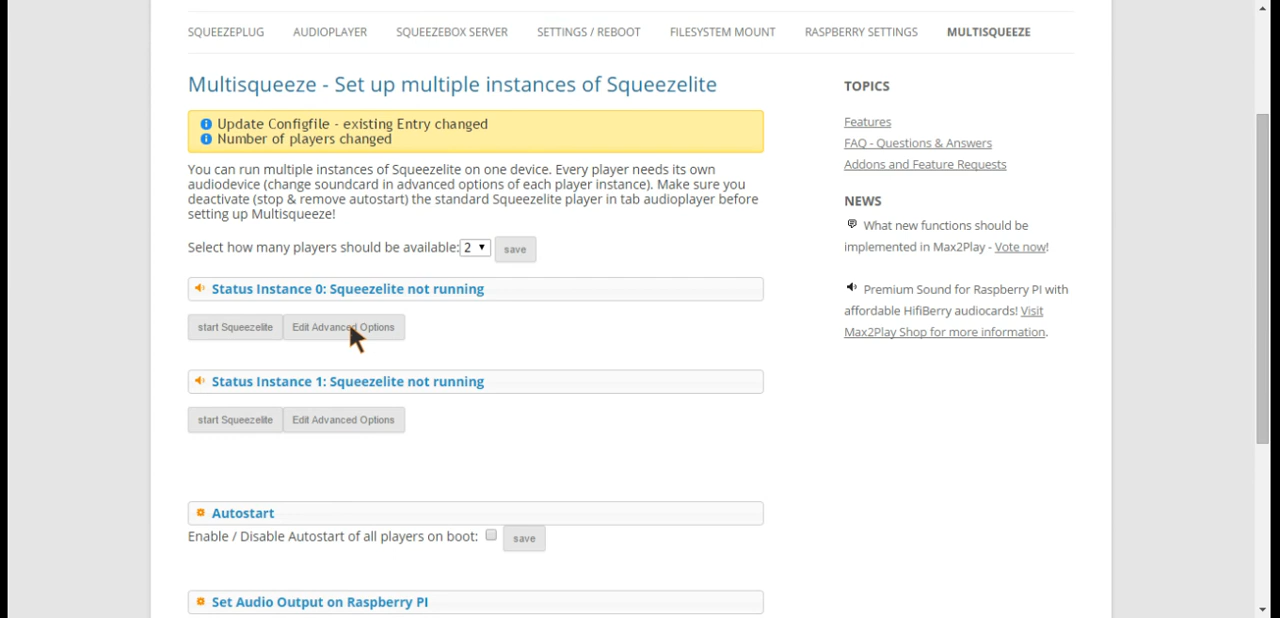 SQUEEZEPLUG AUDIOPLAYER SQUEEZEBOX SERVER SETTINGS / REBOOT FILESYSTEM MOUNT RASPBERRY SETTINGS MULTISQUEEZE
Multisqueeze - Set up multiple instances of Squeezelite
Update Configfile - existing Entry changed
Number of players changed
You can run multiple instances of Squeezelite on one device. Every player needs its own
audiodevice (change soundcard in advanced options of each player instance). Make sure you
deactivate (stop & remove autostart) the standard Squeezelite player in tab audioplayer before
setting up Multisqueeze!
Select how many players should be available: 2 save
Status Instance 0: Squeezelite not running
start Squeezelite Edit Advanced Options
Status Instance 1: Squeezelite not running
start Squeezelite Edit Advanced Options
Autostart
Enable / Disable Autostart of all players on boot: save
Set Audio Output on Raspberry PI
TOPICS
Features
FAQ - Questions & Answers
Addons and Feature Requests
NEWS
What new functions should be
implemented in Max2Play - Vote now!
Premium Sound for Raspberry PI with
affordable HifiBerry audiocards! Visit
Max2Play Shop for more information.